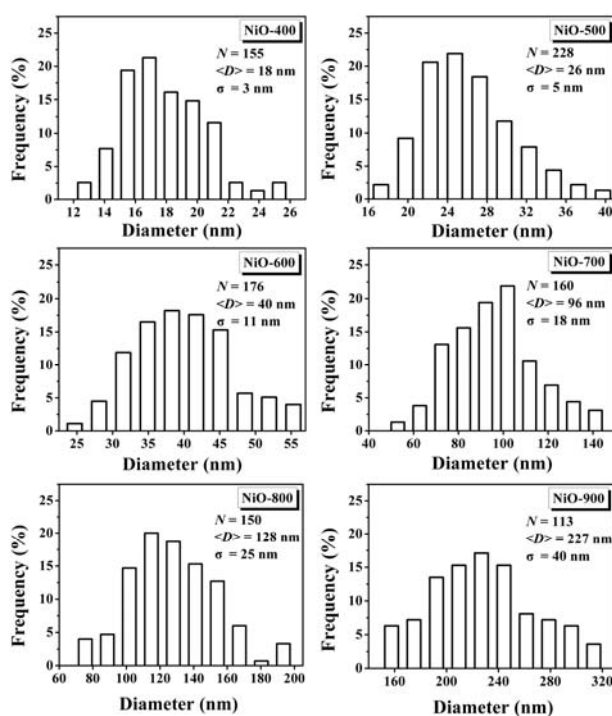 NiO-400
N = 155
<D> = 18 nm
σ = 3 nm
Frequency (%)
25
20
15
10
5
0
12 14 16 18 20 22 24 26
Diameter (nm)
NiO-500
N = 228
<D> = 26 nm
σ = 5 nm
Frequency (%)
25
20
15
10
5
0
16 20 24 28 32 36 40
Diameter (nm)
NiO-600
N = 176
<D> = 40 nm
σ = 11 nm
Frequency (%)
25
20
15
10
5
0
25 30 35 40 45 50 55
Diameter (nm)
NiO-700
N = 160
<D> = 96 nm
σ = 18 nm
Frequency (%)
25
20
15
10
5
0
40 60 80 100 120 140
Diameter (nm)
NiO-800
N = 150
<D> = 128 nm
σ = 25 nm
Frequency (%)
25
20
15
10
5
0
60 80 100 120 140 160 180 200
Diameter (nm)
NiO-900
N = 113
<D> = 227 nm
σ = 40 nm
Frequency (%)
25
20
15
10
5
0
160 200 240 280 320
Diameter (nm)